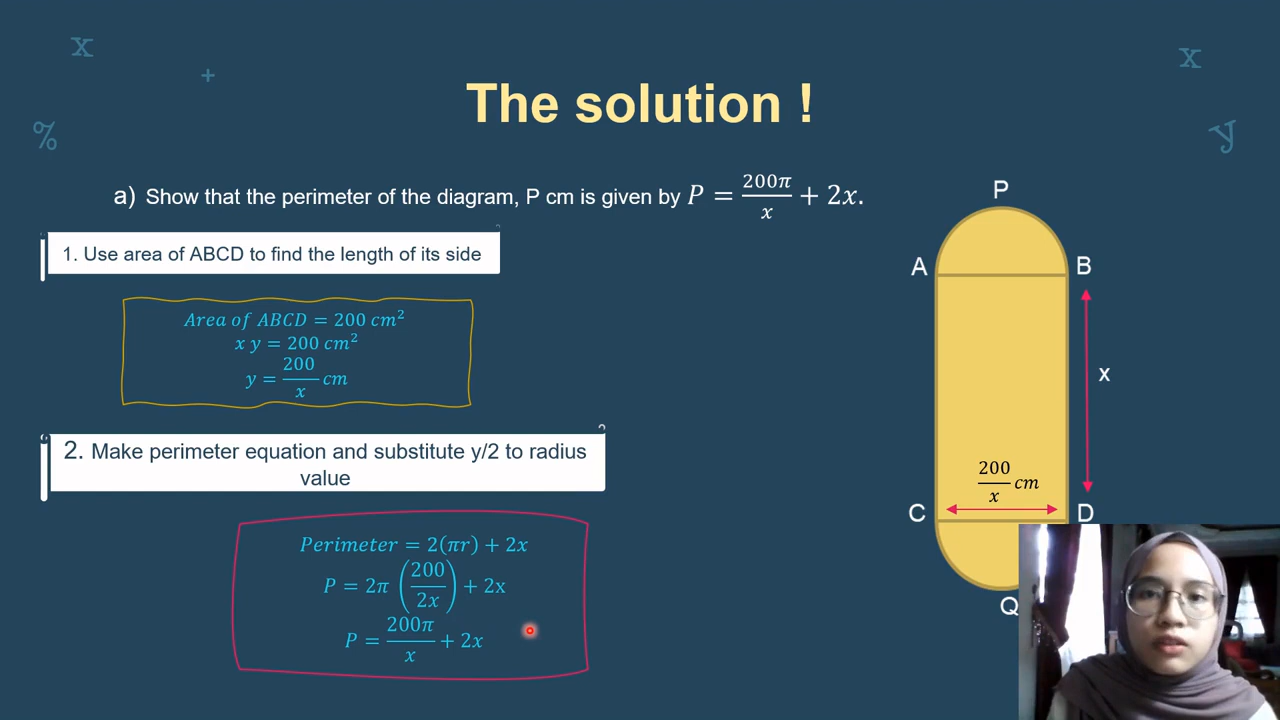 x
+
x
%
y
The solution !
a) Show that the perimeter of the diagram, P cm is given by P = 200π/x + 2x.
1. Use area of ABCD to find the length of its side
Area of ABCD = 200 cm²
x y = 200 cm²
y = 200/x cm
2. Make perimeter equation and substitute y/2 to radius
value
Perimeter = 2(πr) + 2x
P = 2π (200/2x) + 2x
P = 200π/x + 2x
P
A
B
x
200/x cm
C
D
Q